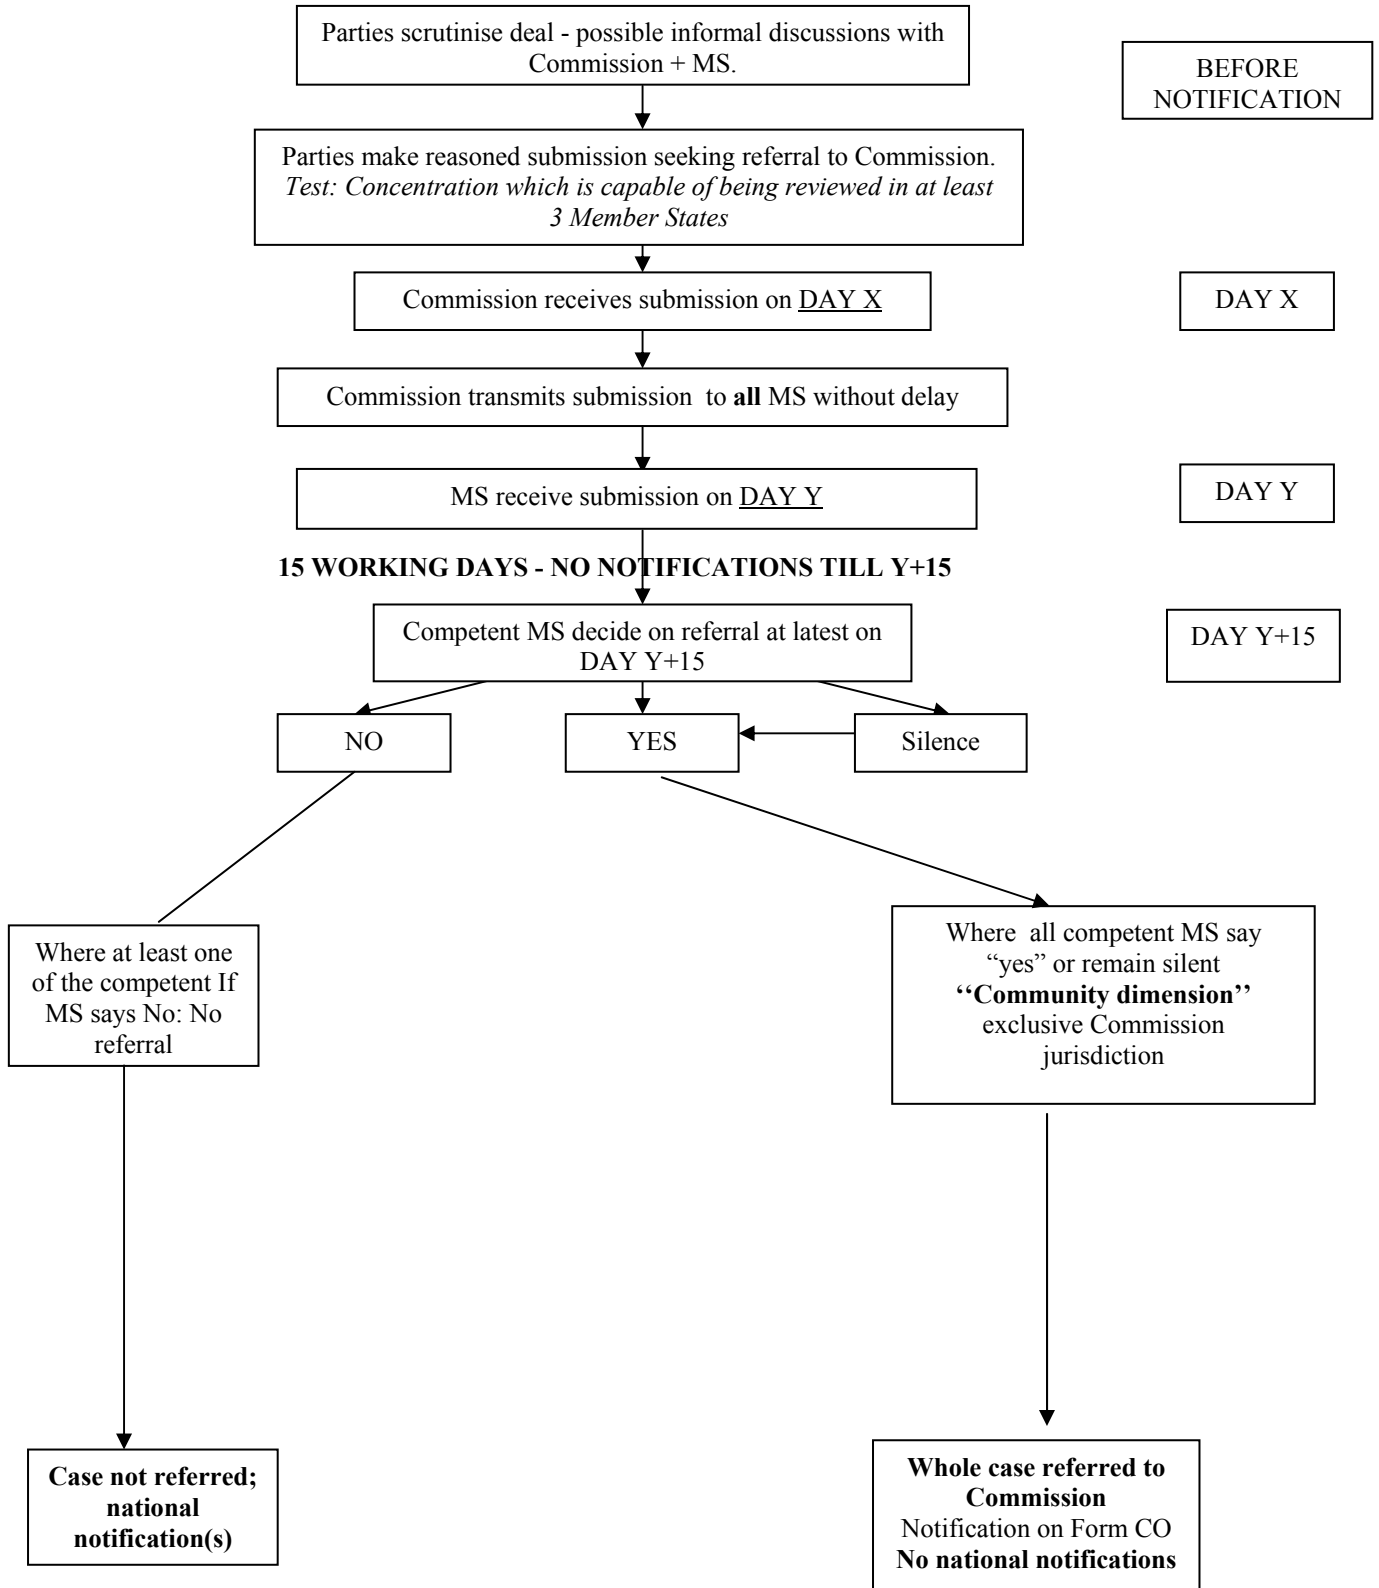 Parties scrutinise deal - possible informal discussions with
Commission + MS.
BEFORE
NOTIFICATION
Parties make reasoned submission seeking referral to Commission.
Test: Concentration which is capable of being reviewed in at least
3 Member States
Commission receives submission on DAY X
DAY X
Commission transmits submission to all MS without delay
MS receive submission on DAY Y
DAY Y
15 WORKING DAYS - NO NOTIFICATIONS TILL Y+15
Competent MS decide on referral at latest on
DAY Y+15
DAY Y+15
NO
YES
Silence
Where at least one
of the competent If
MS says No: No
referral
Where all competent MS say
“yes” or remain silent
‘‘Community dimension’’
exclusive Commission
jurisdiction
Case not referred;
national
notification(s)
Whole case referred to
Commission
Notification on Form CO
No national notifications